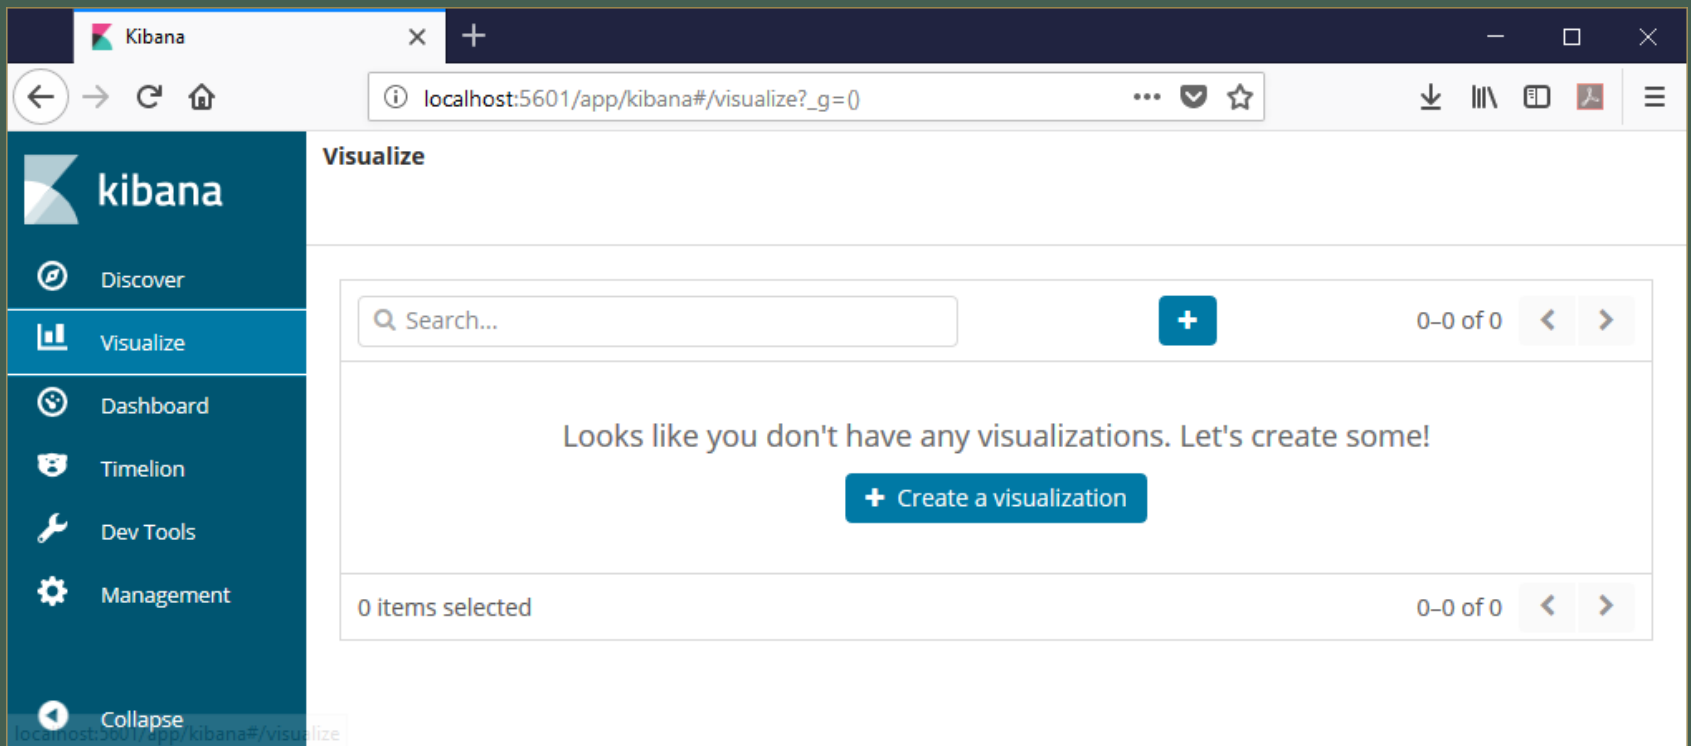 Kibana
localhost:5601/app/kibana#/visualize?_g=()
kibana
Visualize
Discover
Visualize
Dashboard
Timelion
Dev Tools
Management
Collapse
localhost:5601/app/kibana#/visualize
Search...
0–0 of 0
Looks like you don't have any visualizations. Let's create some!
Create a visualization
0 items selected
0–0 of 0